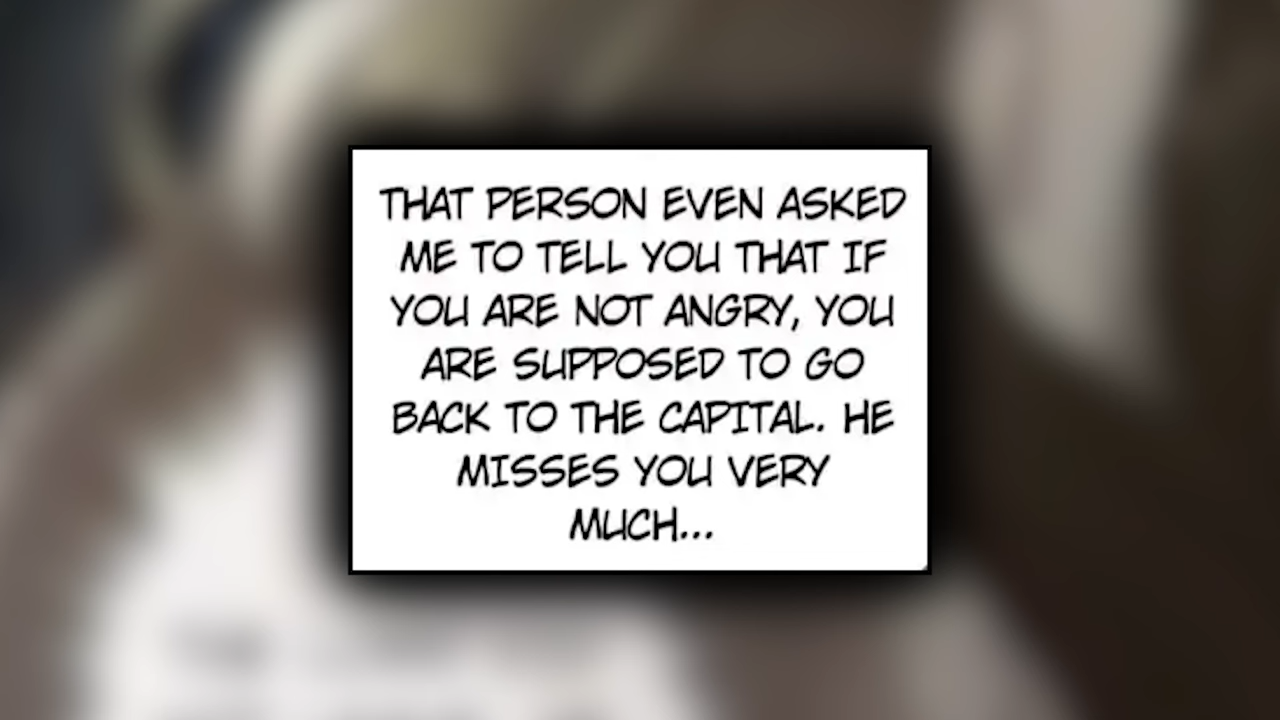 THAT PERSON EVEN ASKED
ME TO TELL YOU THAT IF
YOU ARE NOT ANGRY, YOU
ARE SUPPOSED TO GO
BACK TO THE CAPITAL. HE
MISSES YOU VERY
MUCH...